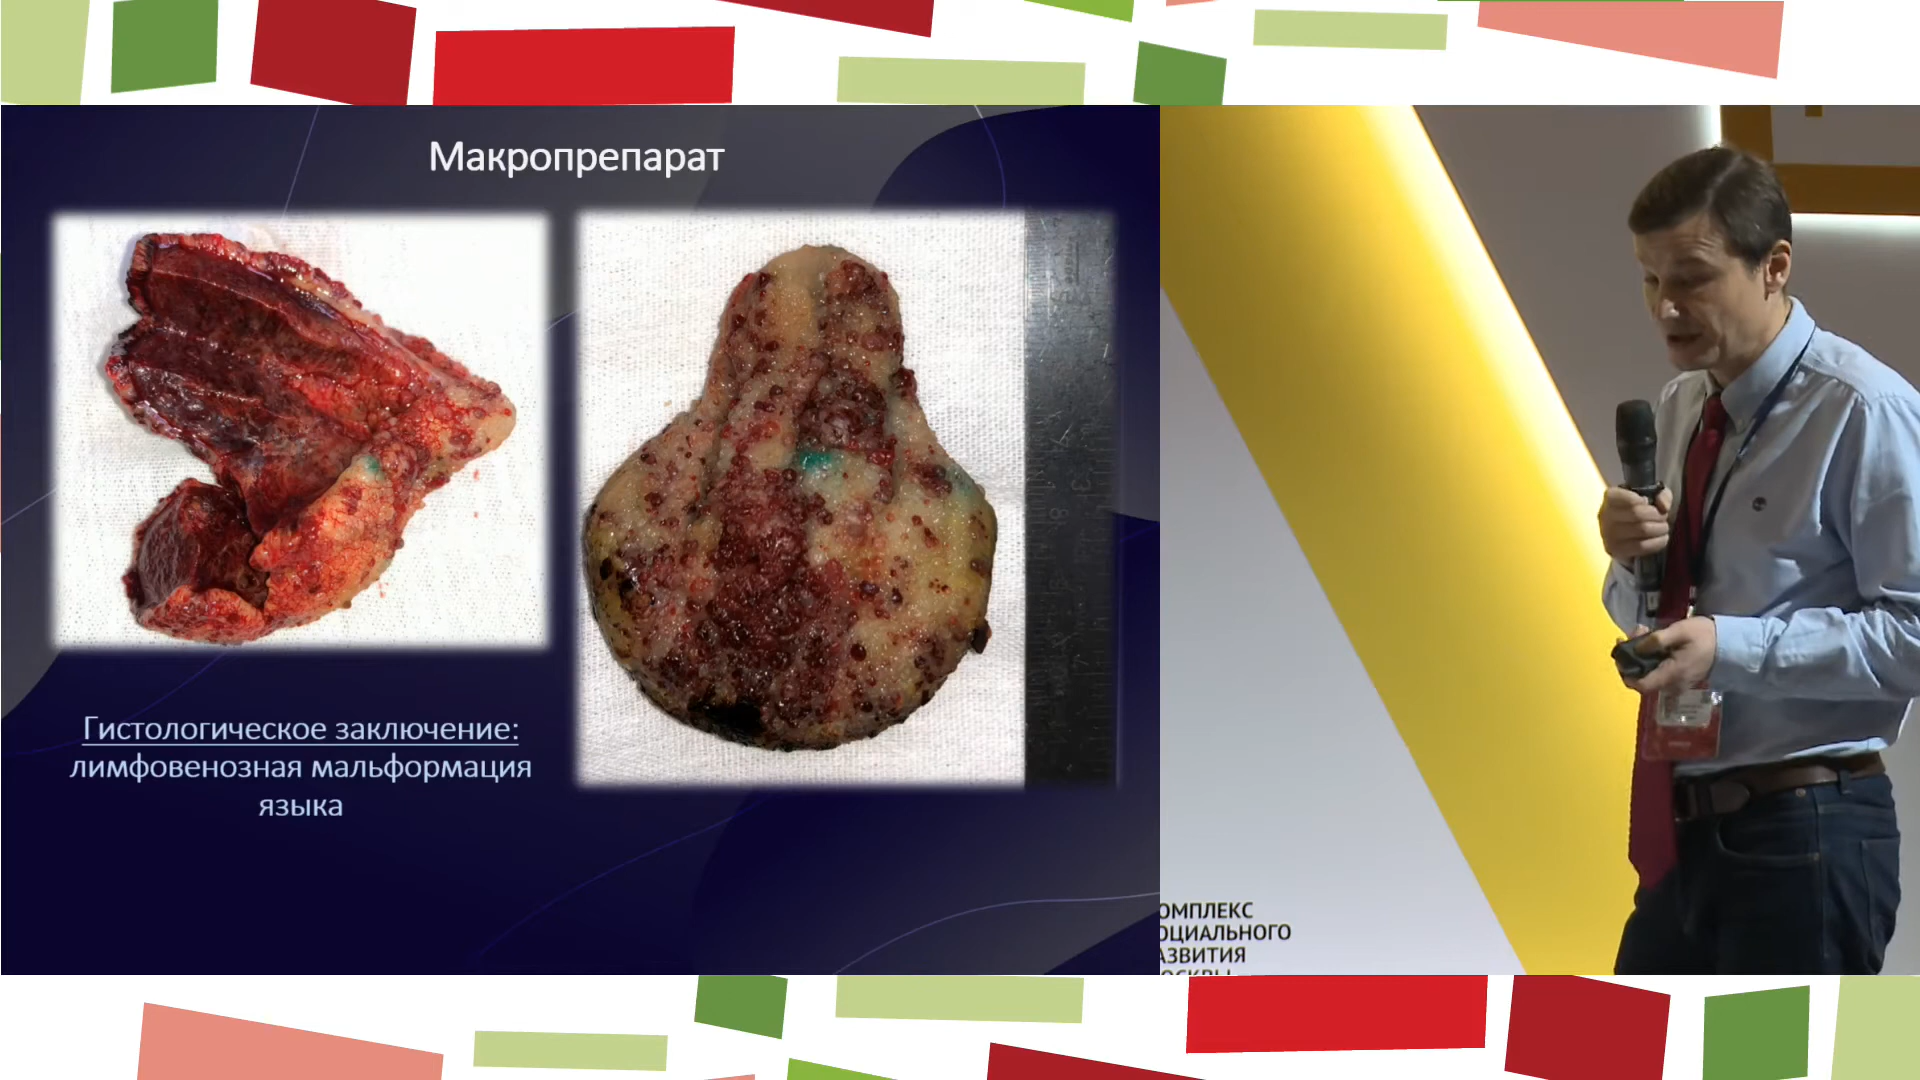 Макропрепарат
Гистологическое заключение:
лимфовенозная мальформация
языка
ОМПЛЕКС
ОЦИАЛЬНОГО
АЗВИТИЯ